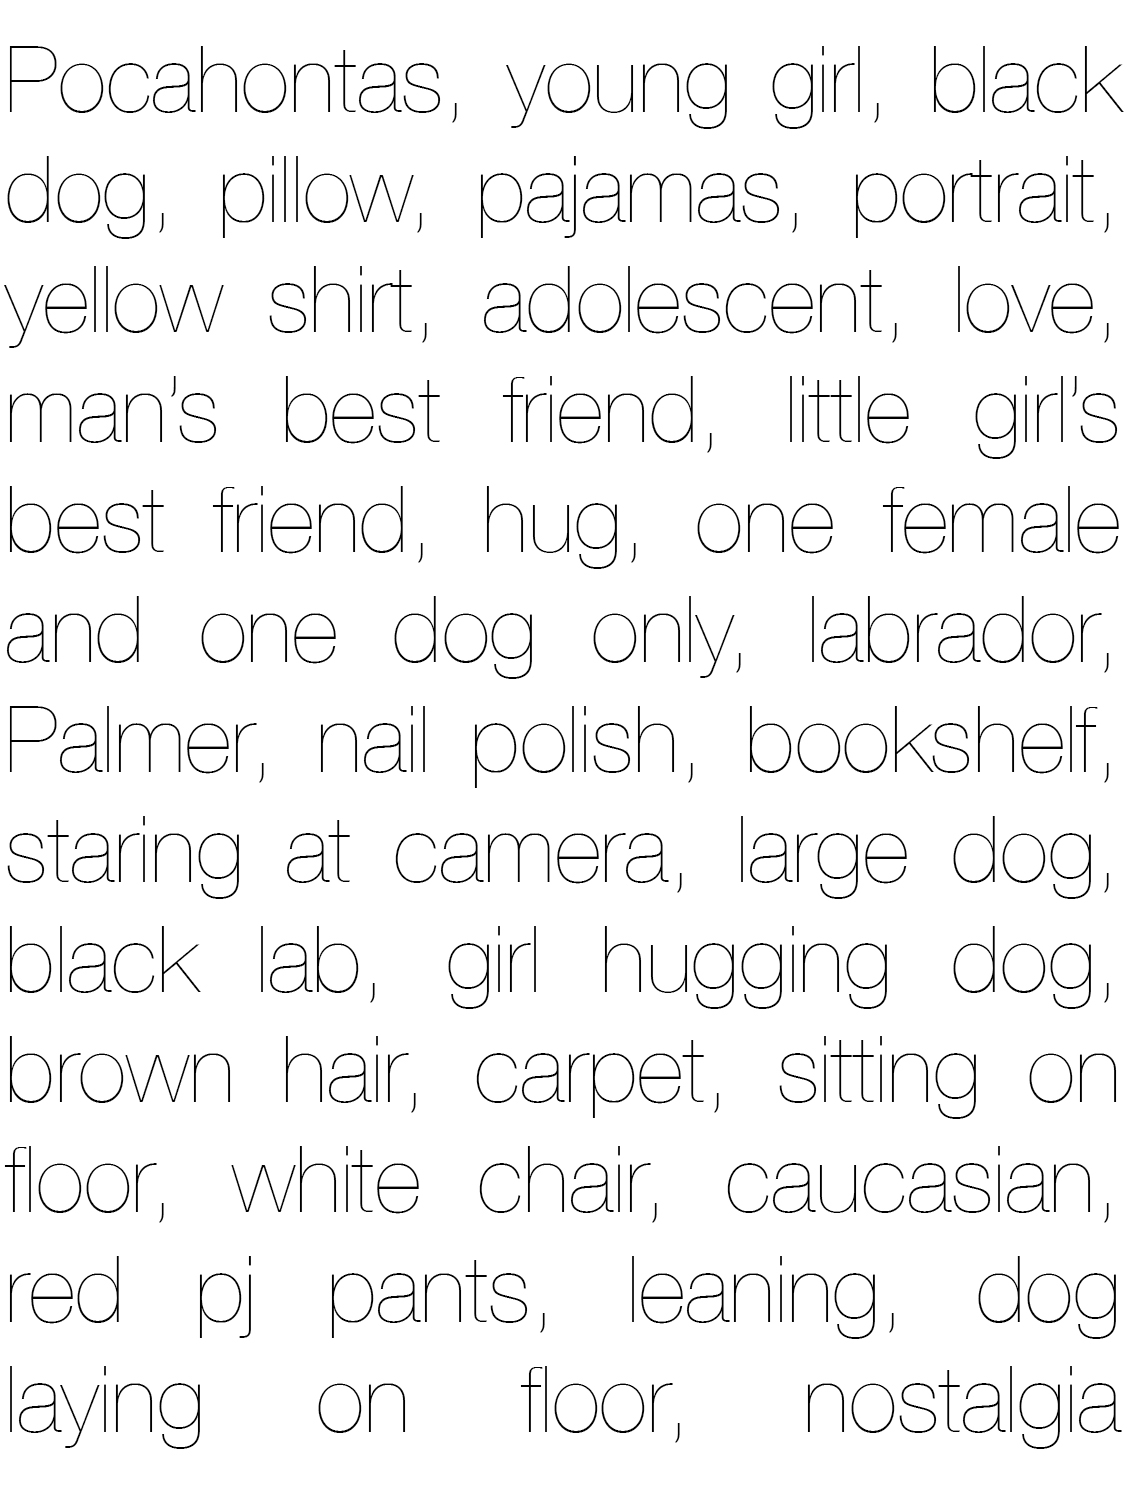 Pocahontas, young girl, black
dog, pillow, pajamas, portrait,
yellow shirt, adolescent, love,
man’s best friend, little girl’s
best friend, hug, one female
and one dog only, labrador,
Palmer, nail polish, bookshelf,
staring at camera, large dog,
black lab, girl hugging dog,
brown hair, carpet, sitting on
floor, white chair, caucasian,
red pj pants, leaning, dog
laying on floor, nostalgia